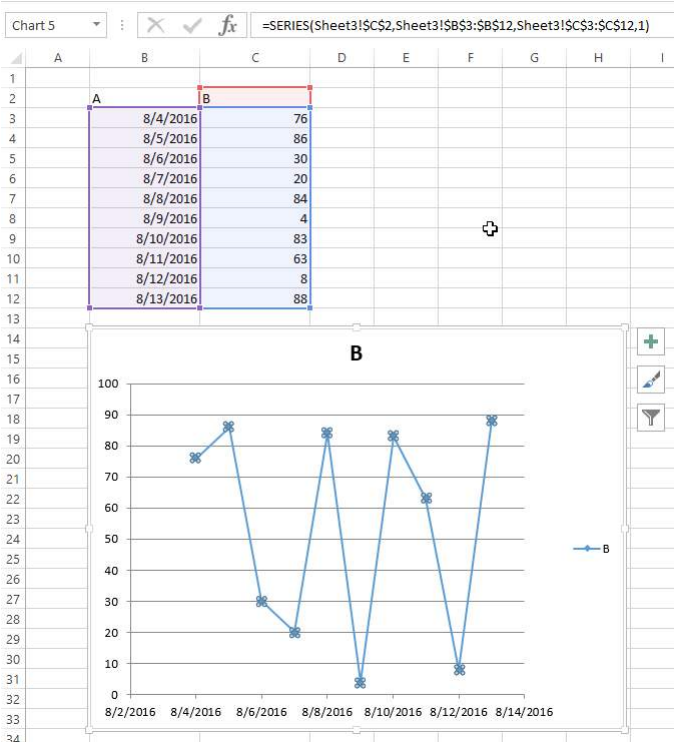 Chart 5 fx =SERIES(Sheet3!$C$2,Sheet3!$B$3:$B$12,Sheet3!$C$3:$C$12,1)
A B C D E F G H I
1
2 A B
3 8/4/2016 76
4 8/5/2016 86
5 8/6/2016 30
6 8/7/2016 20
7 8/8/2016 84
8 8/9/2016 4
9 8/10/2016 83
10 8/11/2016 63
11 8/12/2016 8
12 8/13/2016 88
13
14
15
16
17
18
19
20
21
22
23
24
25
26
27
28
29
30
31
32
33
34
B
100
90
80
70
60
50
40
30
20
10
0
8/2/2016 8/4/2016 8/6/2016 8/8/2016 8/10/2016 8/12/2016 8/14/2016
B